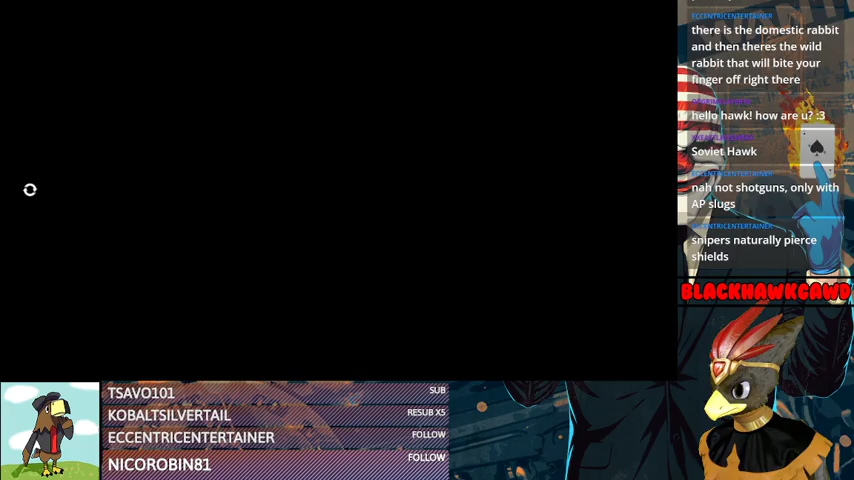 ECCENTRICENTERTAINER
there is the domestic rabbit
and then theres the wild
rabbit that will bite your
finger off right there
hello hawk! how are u? :3
Soviet Hawk
ECCENTRICENTERTAINER
nah not shotguns, only with
AP slugs
ECCENTRICENTERTAINER
snipers naturally pierce
shields
BLACKHAWKGAWD
TSAVO101 SUB
KOBALTSILVERTAIL RESUB X5
ECCENTRICENTERTAINER FOLLOW
NICOROBIN81 FOLLOW